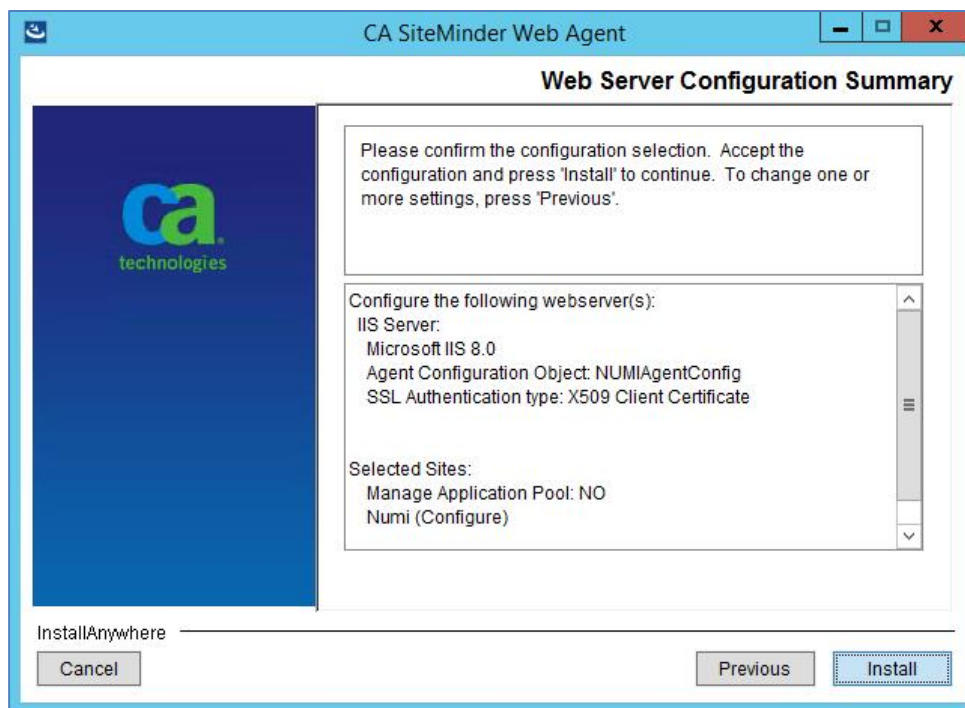 CA SiteMinder Web Agent
Web Server Configuration Summary
ca.
technologies
Please confirm the configuration selection. Accept the
configuration and press 'Install' to continue. To change one or
more settings, press 'Previous'.
Configure the following webserver(s):
IIS Server:
Microsoft IIS 8.0
Agent Configuration Object: NUMIAgentConfig
SSL Authentication type: X509 Client Certificate
Selected Sites:
Manage Application Pool: NO
Numi (Configure)
InstallAnywhere
Cancel
Previous
Install